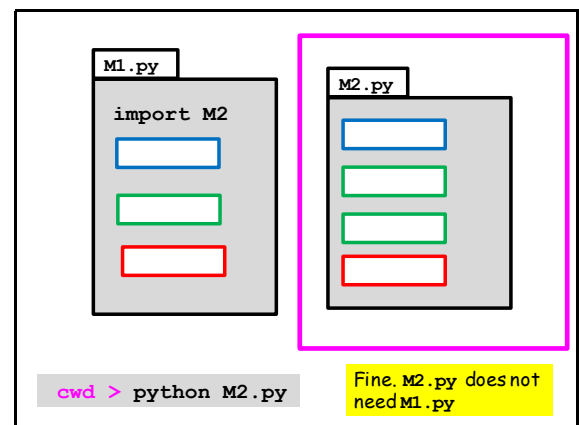 M1.py
import M2
M2.py
cwd > python M2.py
Fine. M2.py does not
need M1.py